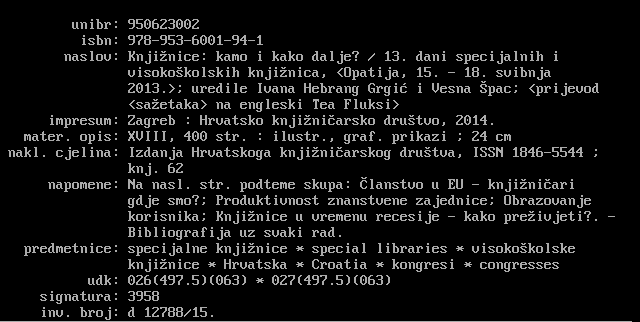 unibr: 950623002
isbn: 978-953-6001-94-1
naslov: Knjižnice: kamo i kako dalje? / 13. dani specijalnih i
visokoškolskih knjižnica, <Opatija, 15. - 18. svibnja
2013.>; uredile Ivana Hebrang Grgić i Vesna Špac; <prijevod
<sažetaka> na engleski Tea Fluksi>
impresum: Zagreb : Hrvatsko knjižničarsko društvo, 2014.
mater. opis: XVIII, 400 str. : ilustr., graf. prikazi ; 24 cm
nakl. cjelina: Izdanja Hrvatskoga knjižničarskog društva, ISSN 1846-5544 ;
knj. 62
napomene: Na nasl. str. podteme skupa: Članstvo u EU - knjižničari
gdje smo?; Produktivnost znanstvene zajednice; Obrazovanje
korisnika; Knjižnice u vremenu recesije - kako preživjeti?. -
Bibliografija uz svaki rad.
predmetnice: specijalne knjižnice * special libraries * visokoškolske
knjižnice * Hrvatska * Croatia * kongresi * congresses
udk: 026(497.5)(063) * 027(497.5)(063)
signatura: 3958
inv. broj: d 12788/15.